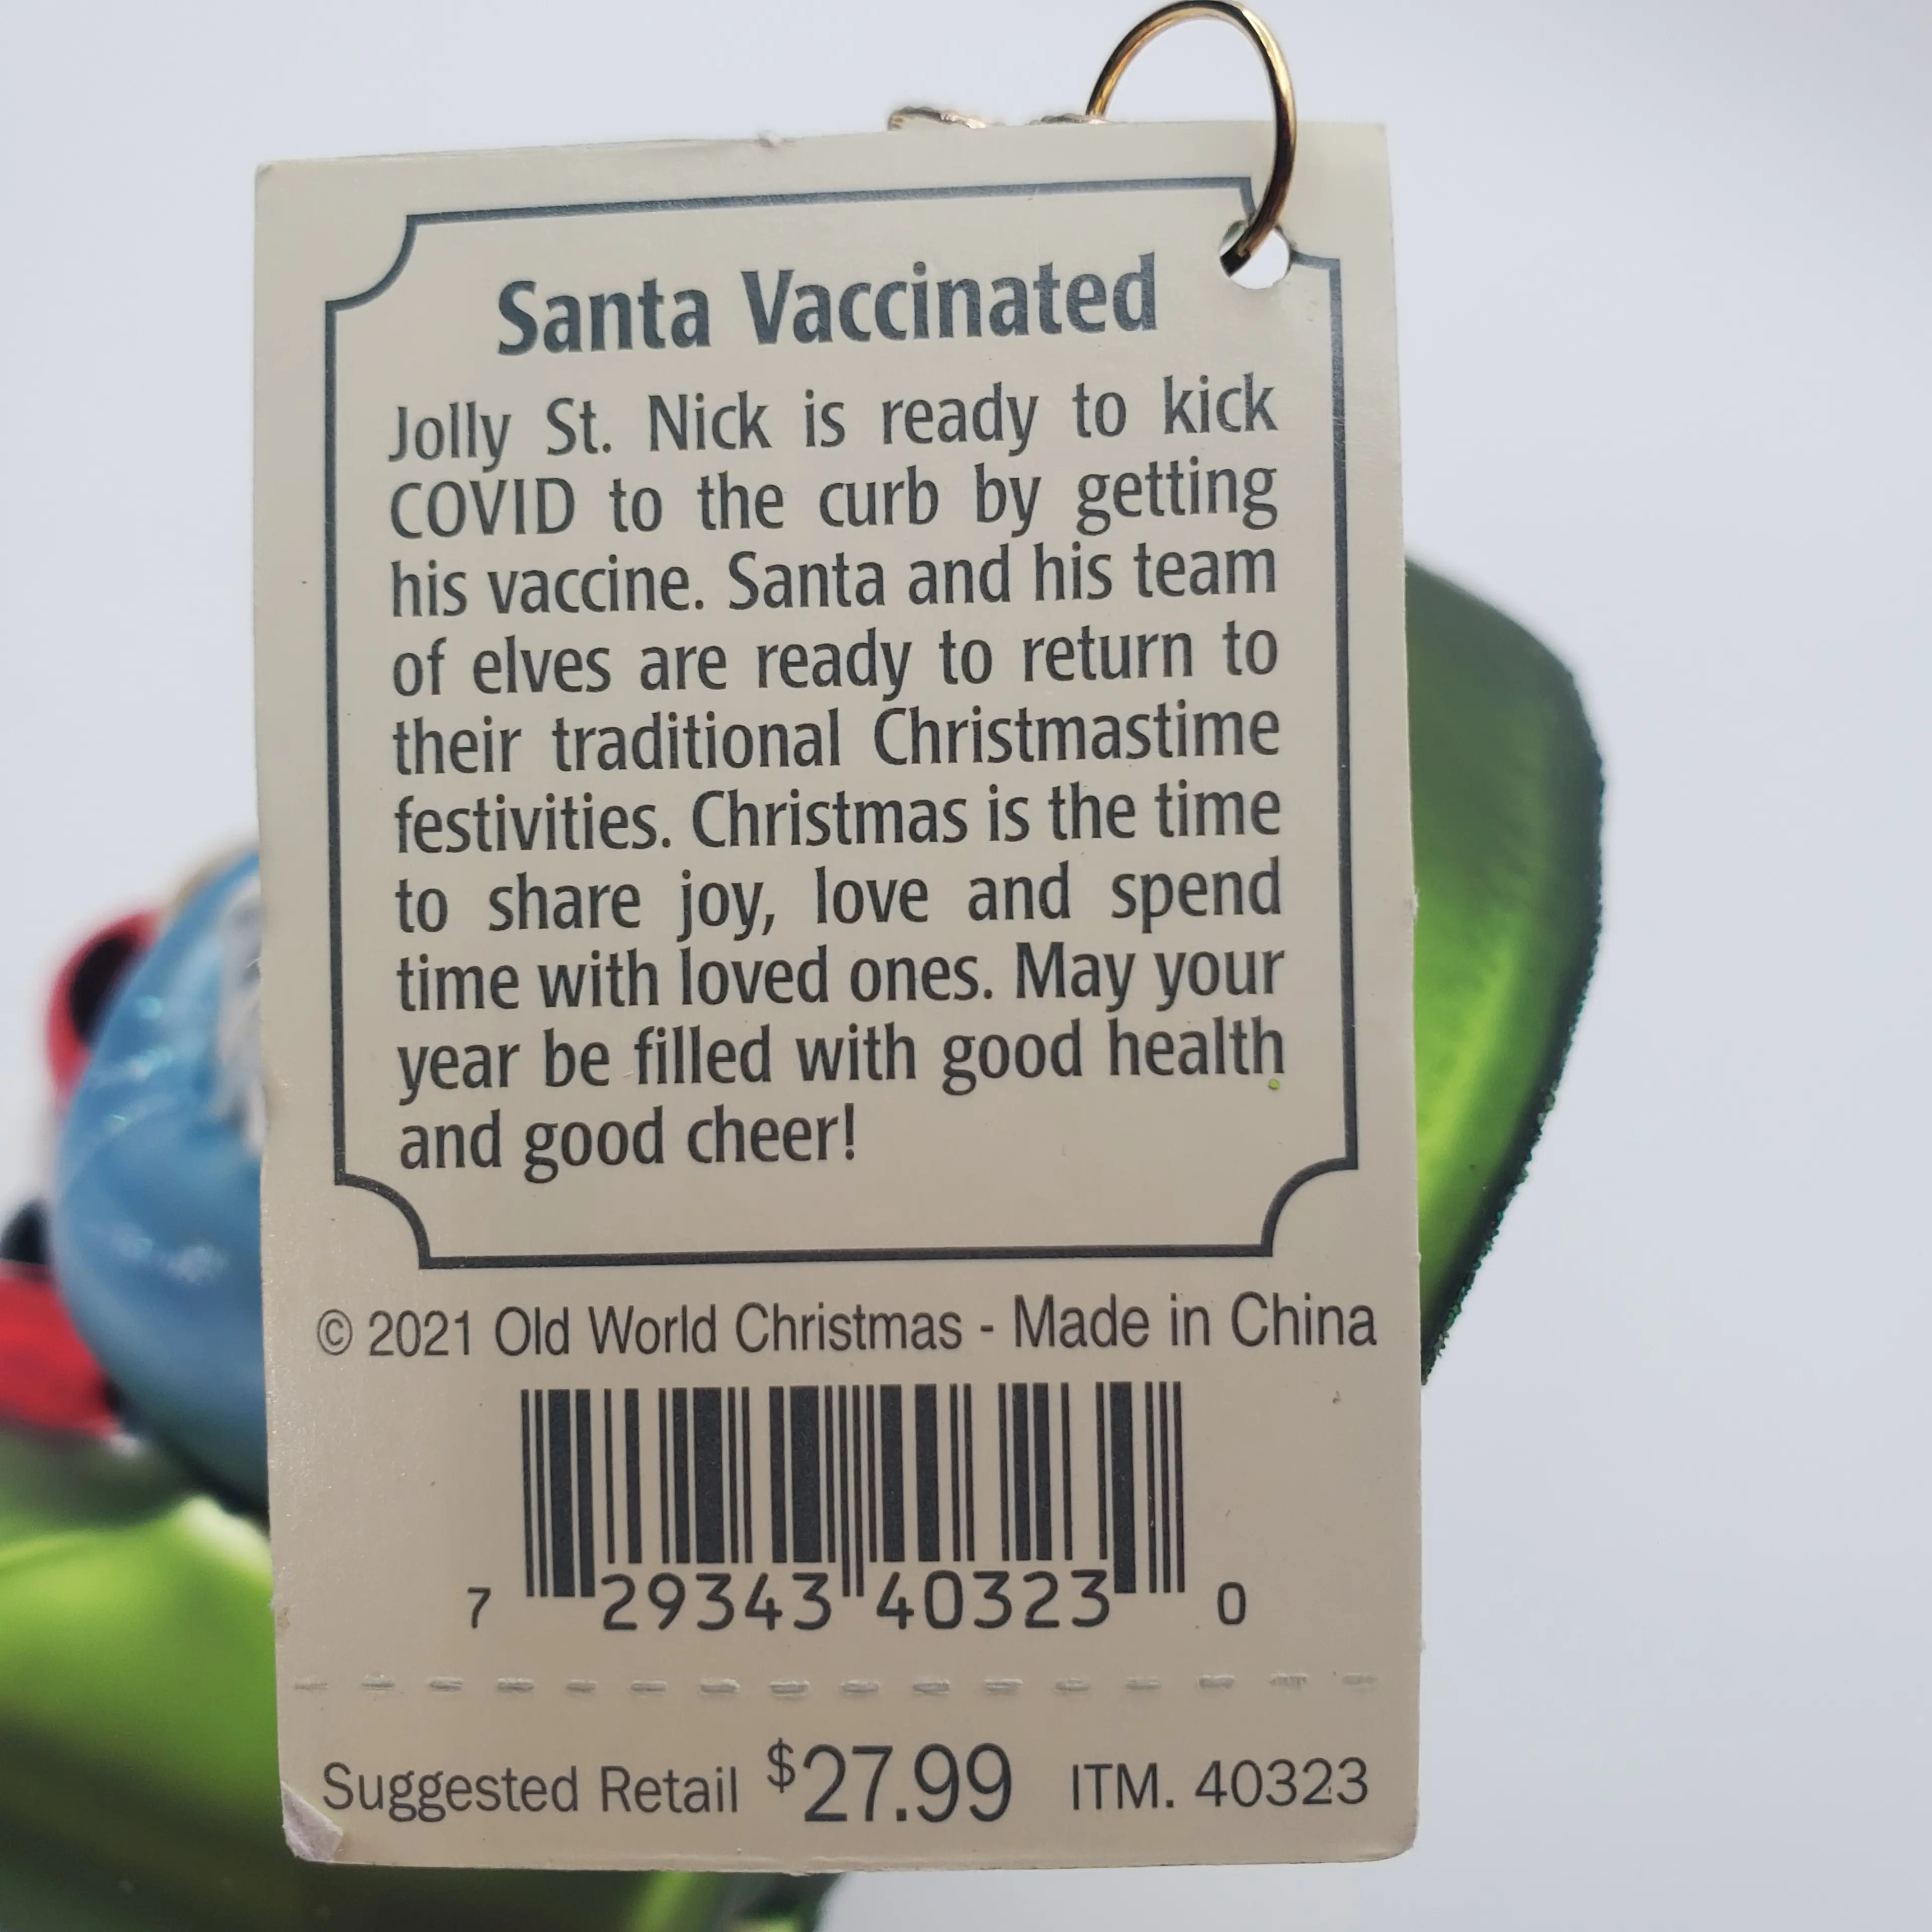 Santa Vaccinated
Jolly St. Nick is ready to kick
COVID to the curb by getting
his vaccine. Santa and his team
of elves are ready to return to
their traditional Christmastime
festivities. Christmas is the time
to share joy, love and spend
time with loved ones. May your
year be filled with good health
and good cheer!
© 2021 Old World Christmas - Made in China
7 29343 40323 0
Suggested Retail $27.99 ITM. 40323